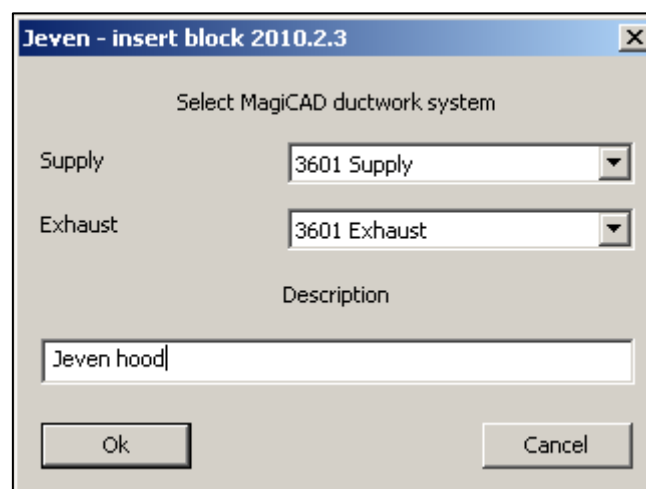 Jeven - insert block 2010.2.3
Select MagiCAD ductwork system
Supply 3601 Supply
Exhaust 3601 Exhaust
Description
Jeven hood
Ok Cancel